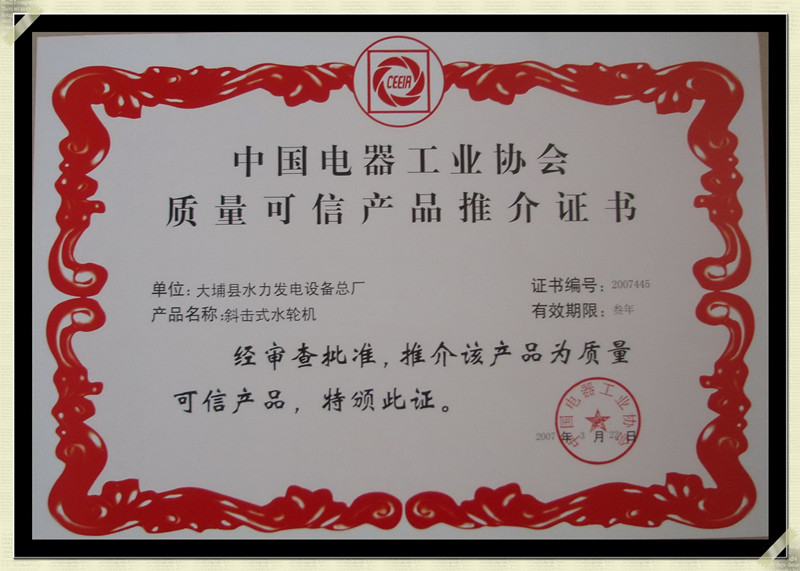 CEEIA
中国电器工业协会
质量可信产品推介证书
单位：大埔县水力发电设备总厂
证书编号：2007445
产品名称：斜击式水轮机
有效期限：叁年
经审查批准，推介该产品为质量
可信产品，特颁此证。
中国电器工业协会
2007 年 3 月 22 日